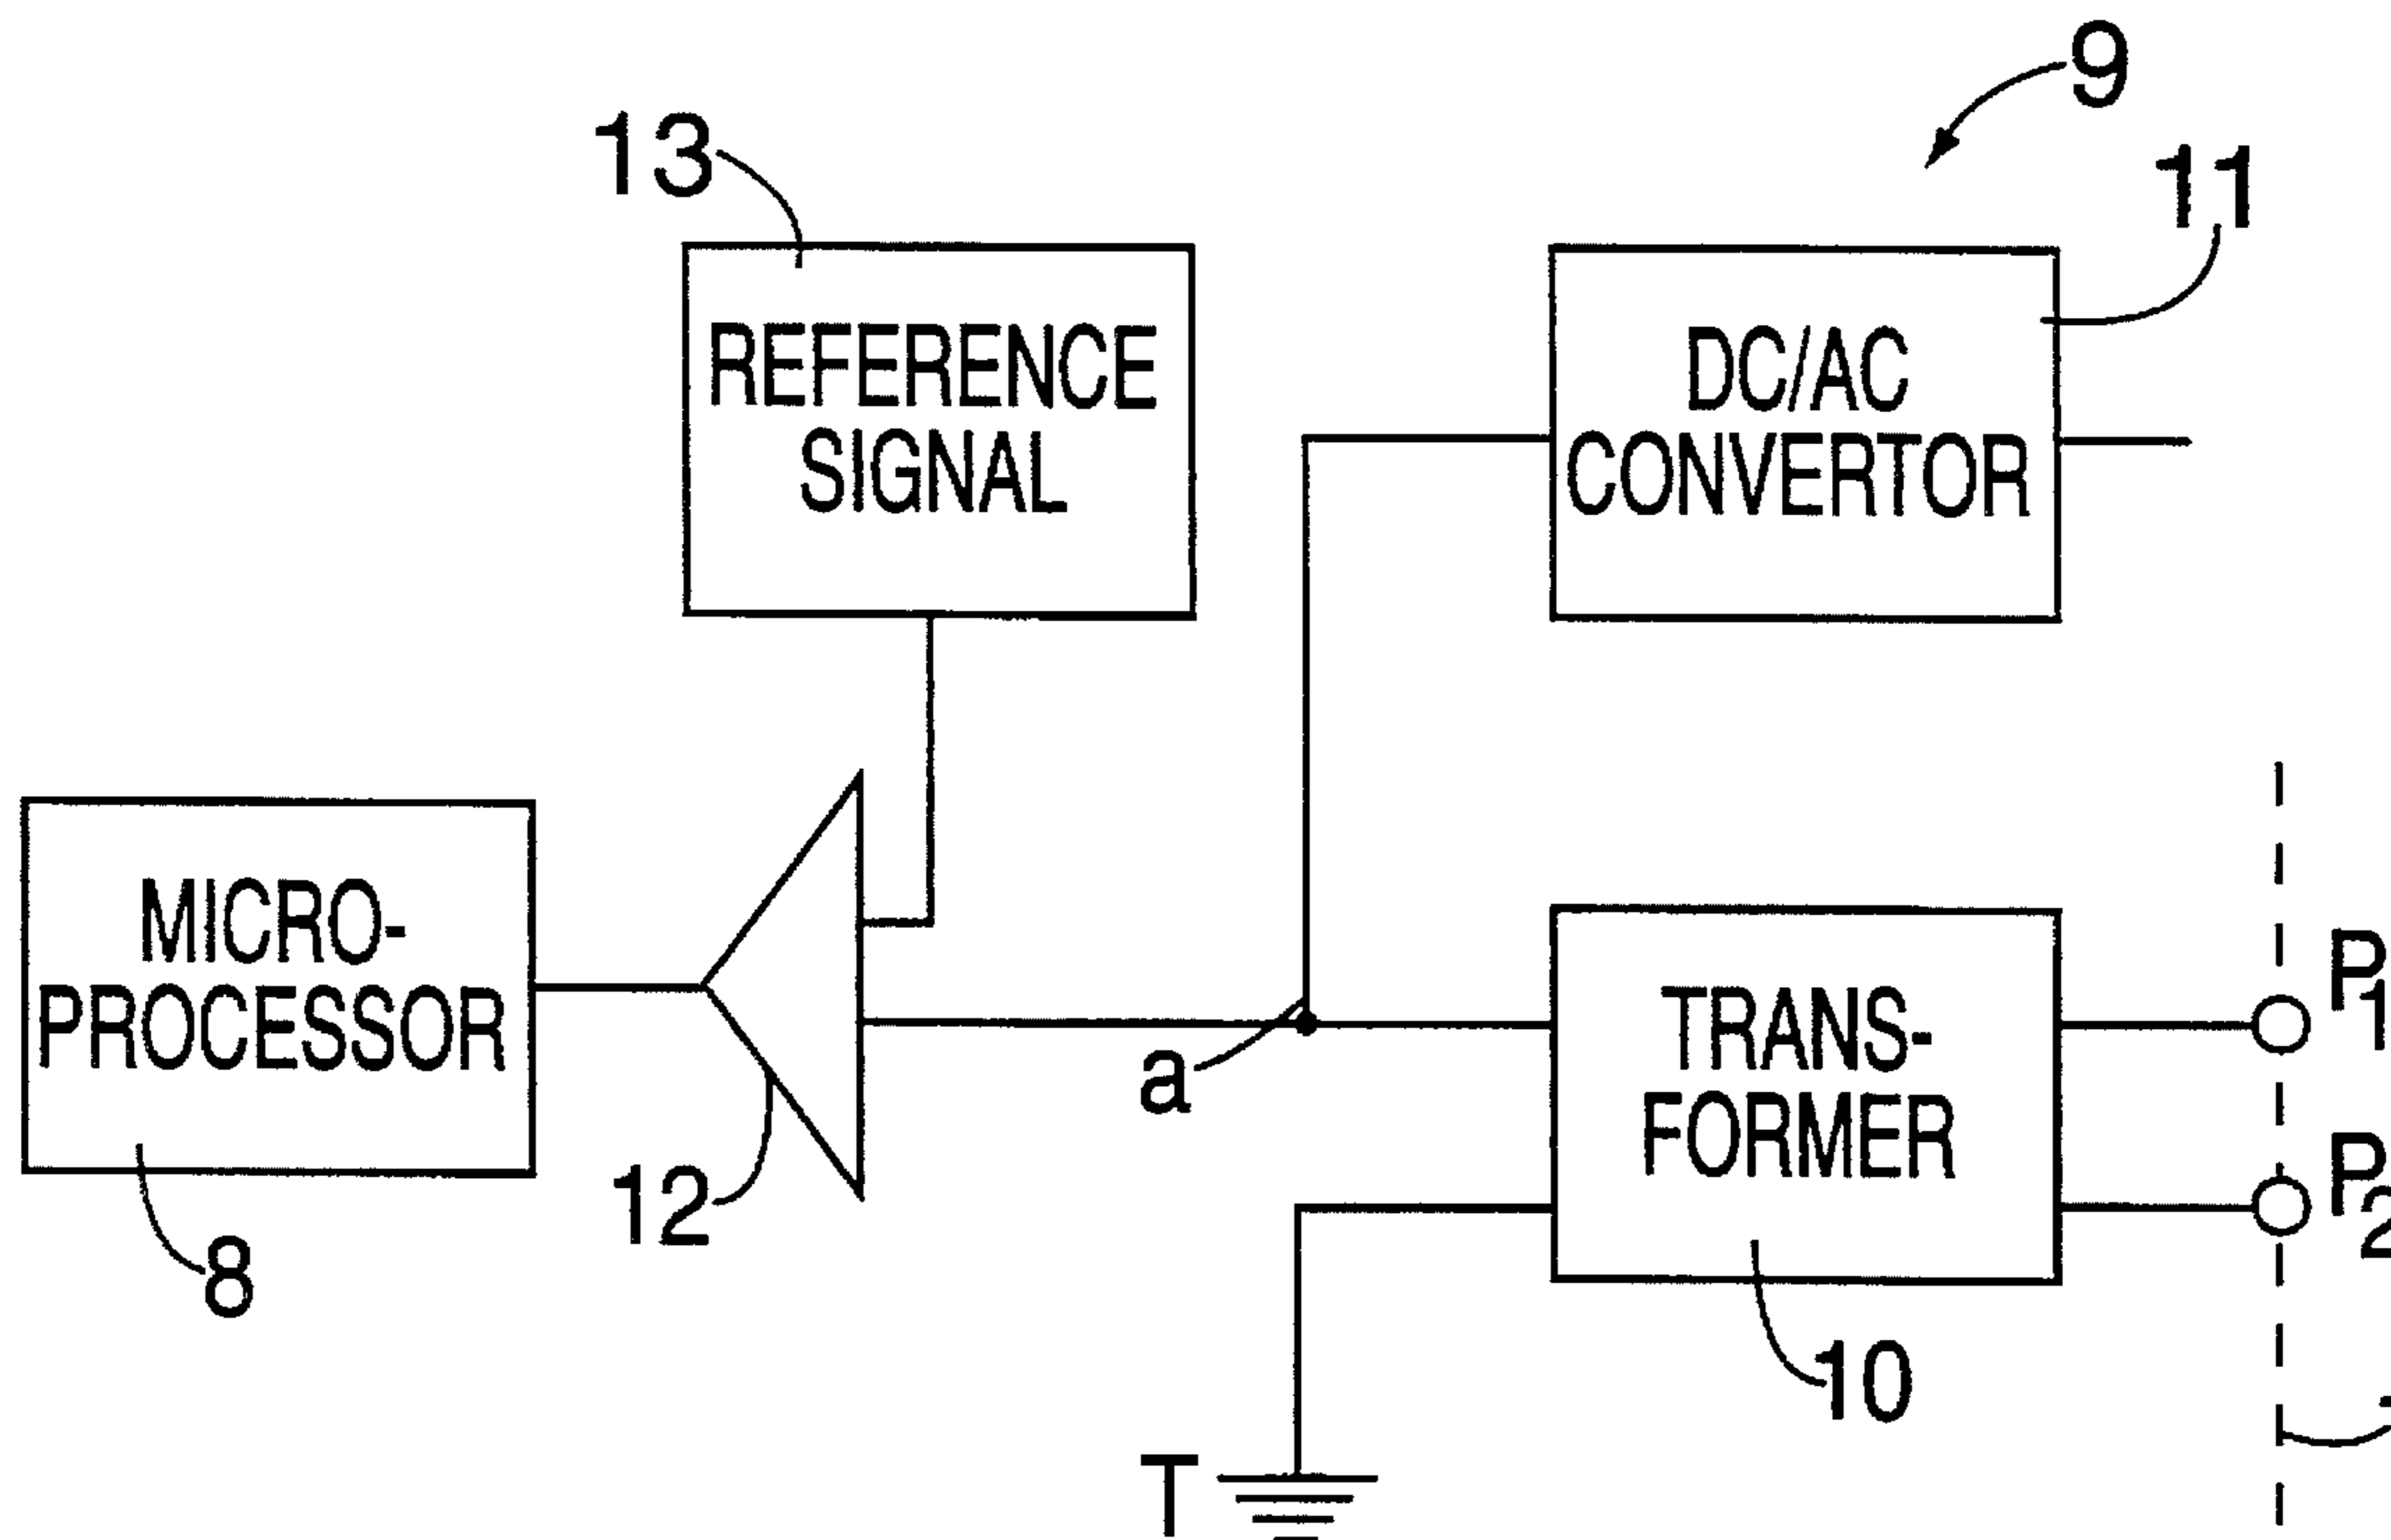 9
13
11
REFERENCE
SIGNAL
DC/AC
CONVERTOR
MICRO-
PROCESSOR
P1
TRANS-
FORMER
a
P2
12
8
10
T